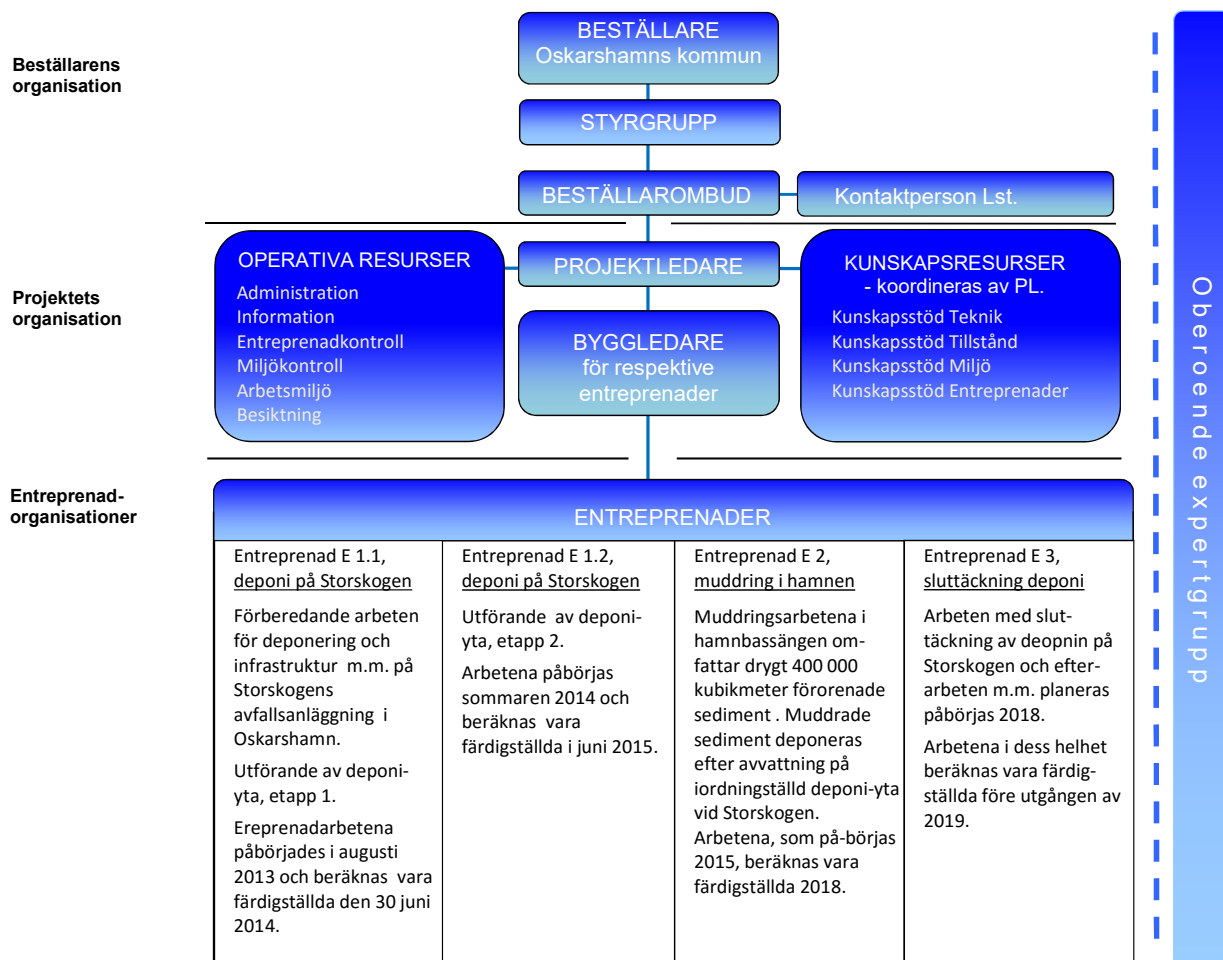 Beställarens
organisation
BESTÄLLARE
Oskarshamns kommun
STYRGRUPP
BESTÄLLAROMBUD
Kontaktperson Lst.
Projektets
organisation
OPERATIVA RESURSER
Administration
Information
Entreprenadkontroll
Miljökontroll
Arbetsmiljö
Besiktning
PROJEKTLEDARE
BYGGLEDARE
för respektive
entreprenader
KUNSKAPSRESURSER
- koordineras av PL.
Kunskapsstöd Teknik
Kunskapsstöd Tillstånd
Kunskapsstöd Miljö
Kunskapsstöd Entreprenader
Entreprenad-
organisationer
ENTREPRENADER
Entreprenad E 1.1,
deponi på Storskogen
Förberedande arbeten
för deponering och
infrastruktur m.m. på
Storskogens
avfallsanläggning i
Oskarshamn.
Utförande av deponi-
yta, etapp 1.
Ereprenadarbetena
påbörjades i augusti
2013 och beräknas vara
färdigställda den 30 juni
2014.
Entreprenad E 1.2,
deponi på Storskogen
Utförande av deponi-
yta, etapp 2.
Arbetena påbörjas
sommaren 2014 och
beräknas vara
färdigställda i juni 2015.
Entreprenad E 2,
muddring i hamnen
Muddringsarbetena i
hamnbassängen om-
fattar drygt 400 000
kubikmeter förorenade
sediment . Muddrade
sediment deponeras
efter avvattning på
iordningställd deponi-yta
vid Storskogen.
Arbetena, som på-börjas
2015, beräknas vara
färdigställda 2018.
Entreprenad E 3,
sluttäckning deponi
Arbeten med slut-
täckning av deopnin på
Storskogen och efter-
arbeten m.m. planeras
påbörjas 2018.
Arbetena i dess helhet
beräknas vara färdig-
ställda före utgången av
2019.
Oberoende expertgrupp